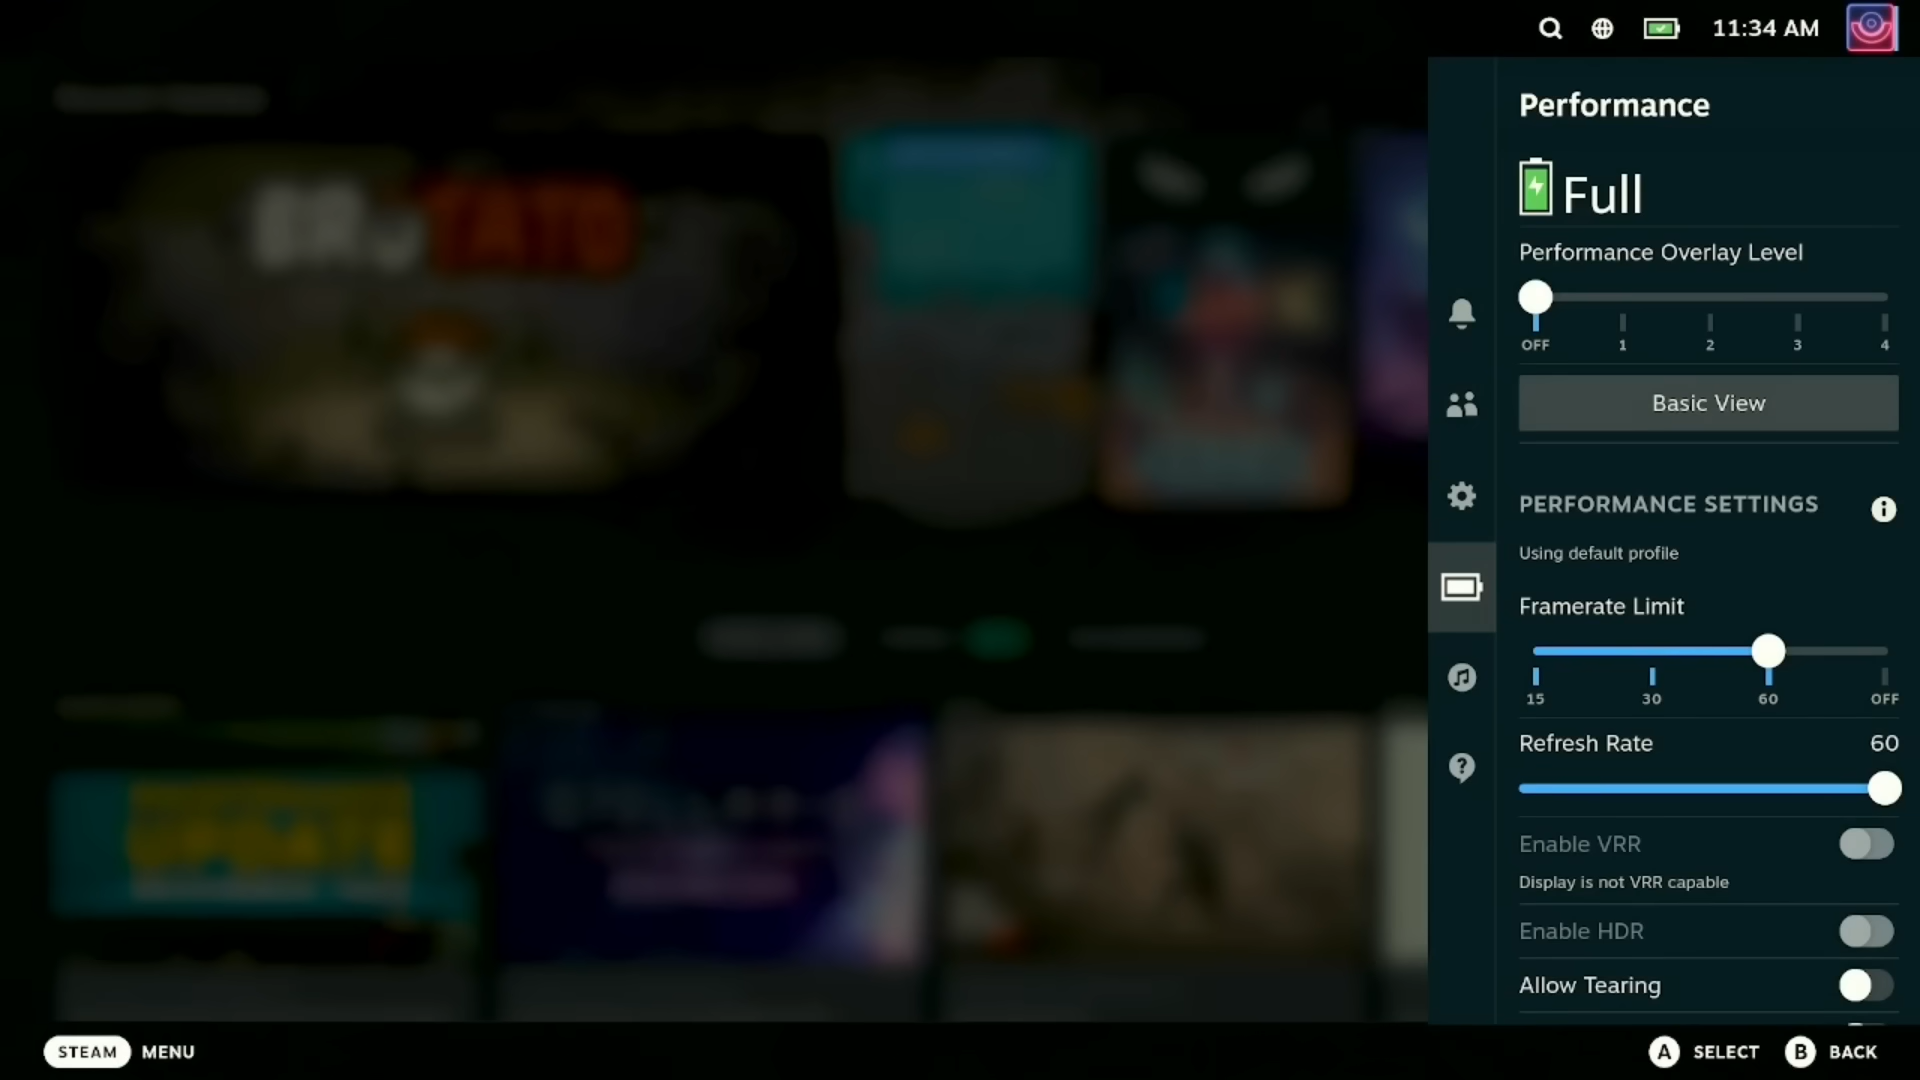 11:34 AM
Performance
Full
Performance Overlay Level
OFF 1 2 3 4
Basic View
PERFORMANCE SETTINGS
Using default profile
Framerate Limit
15 30 60 OFF
Refresh Rate 60
Enable VRR
Display is not VRR capable
Enable HDR
Allow Tearing
BRoTATO
STEAM MENU
A SELECT B BACK